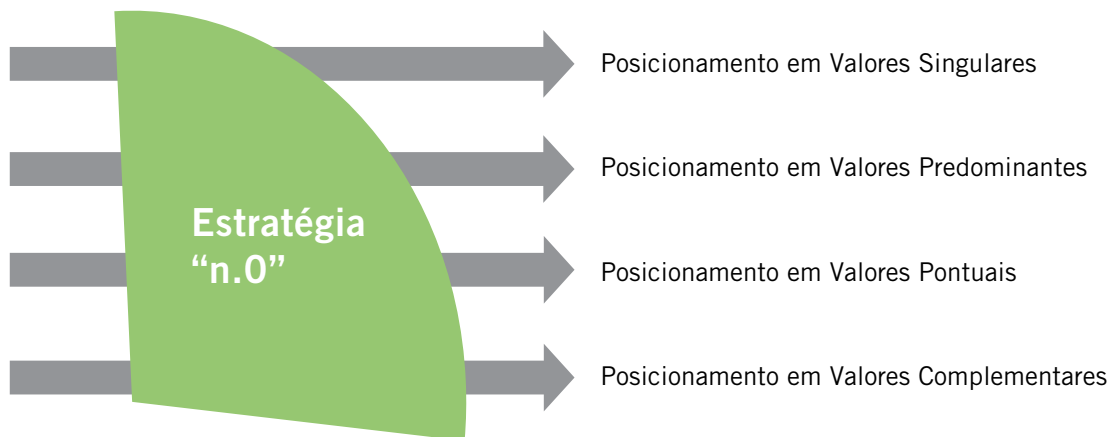 Posicionamento em Valores Singulares
Posicionamento em Valores Predominantes
Estratégia
“n.0”
Posicionamento em Valores Pontuais
Posicionamento em Valores Complementares